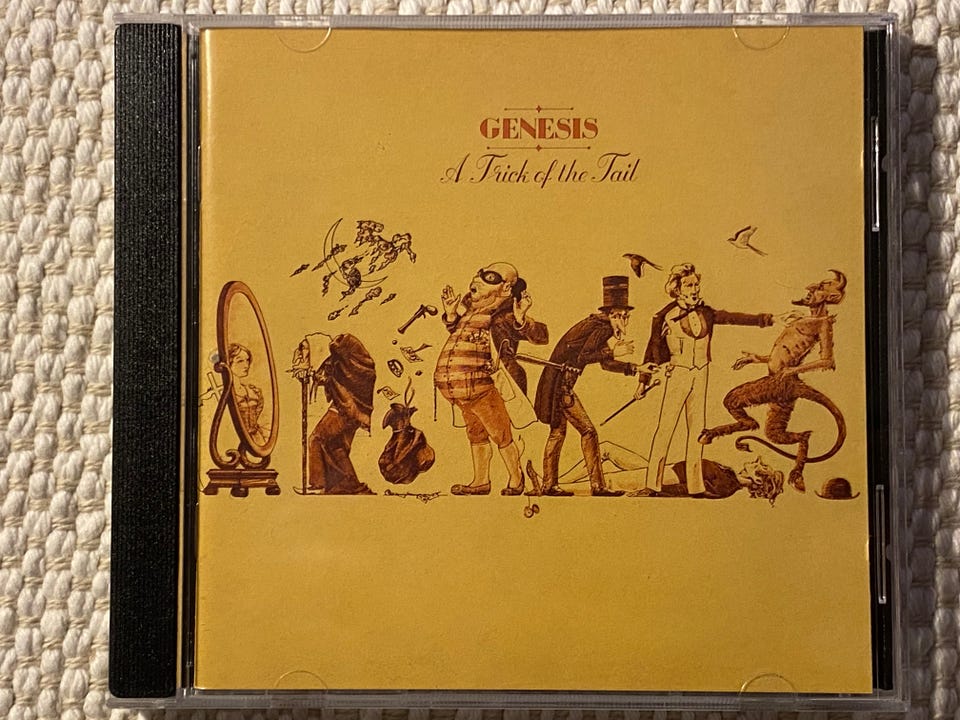 GENESIS
A Trick of the Tail